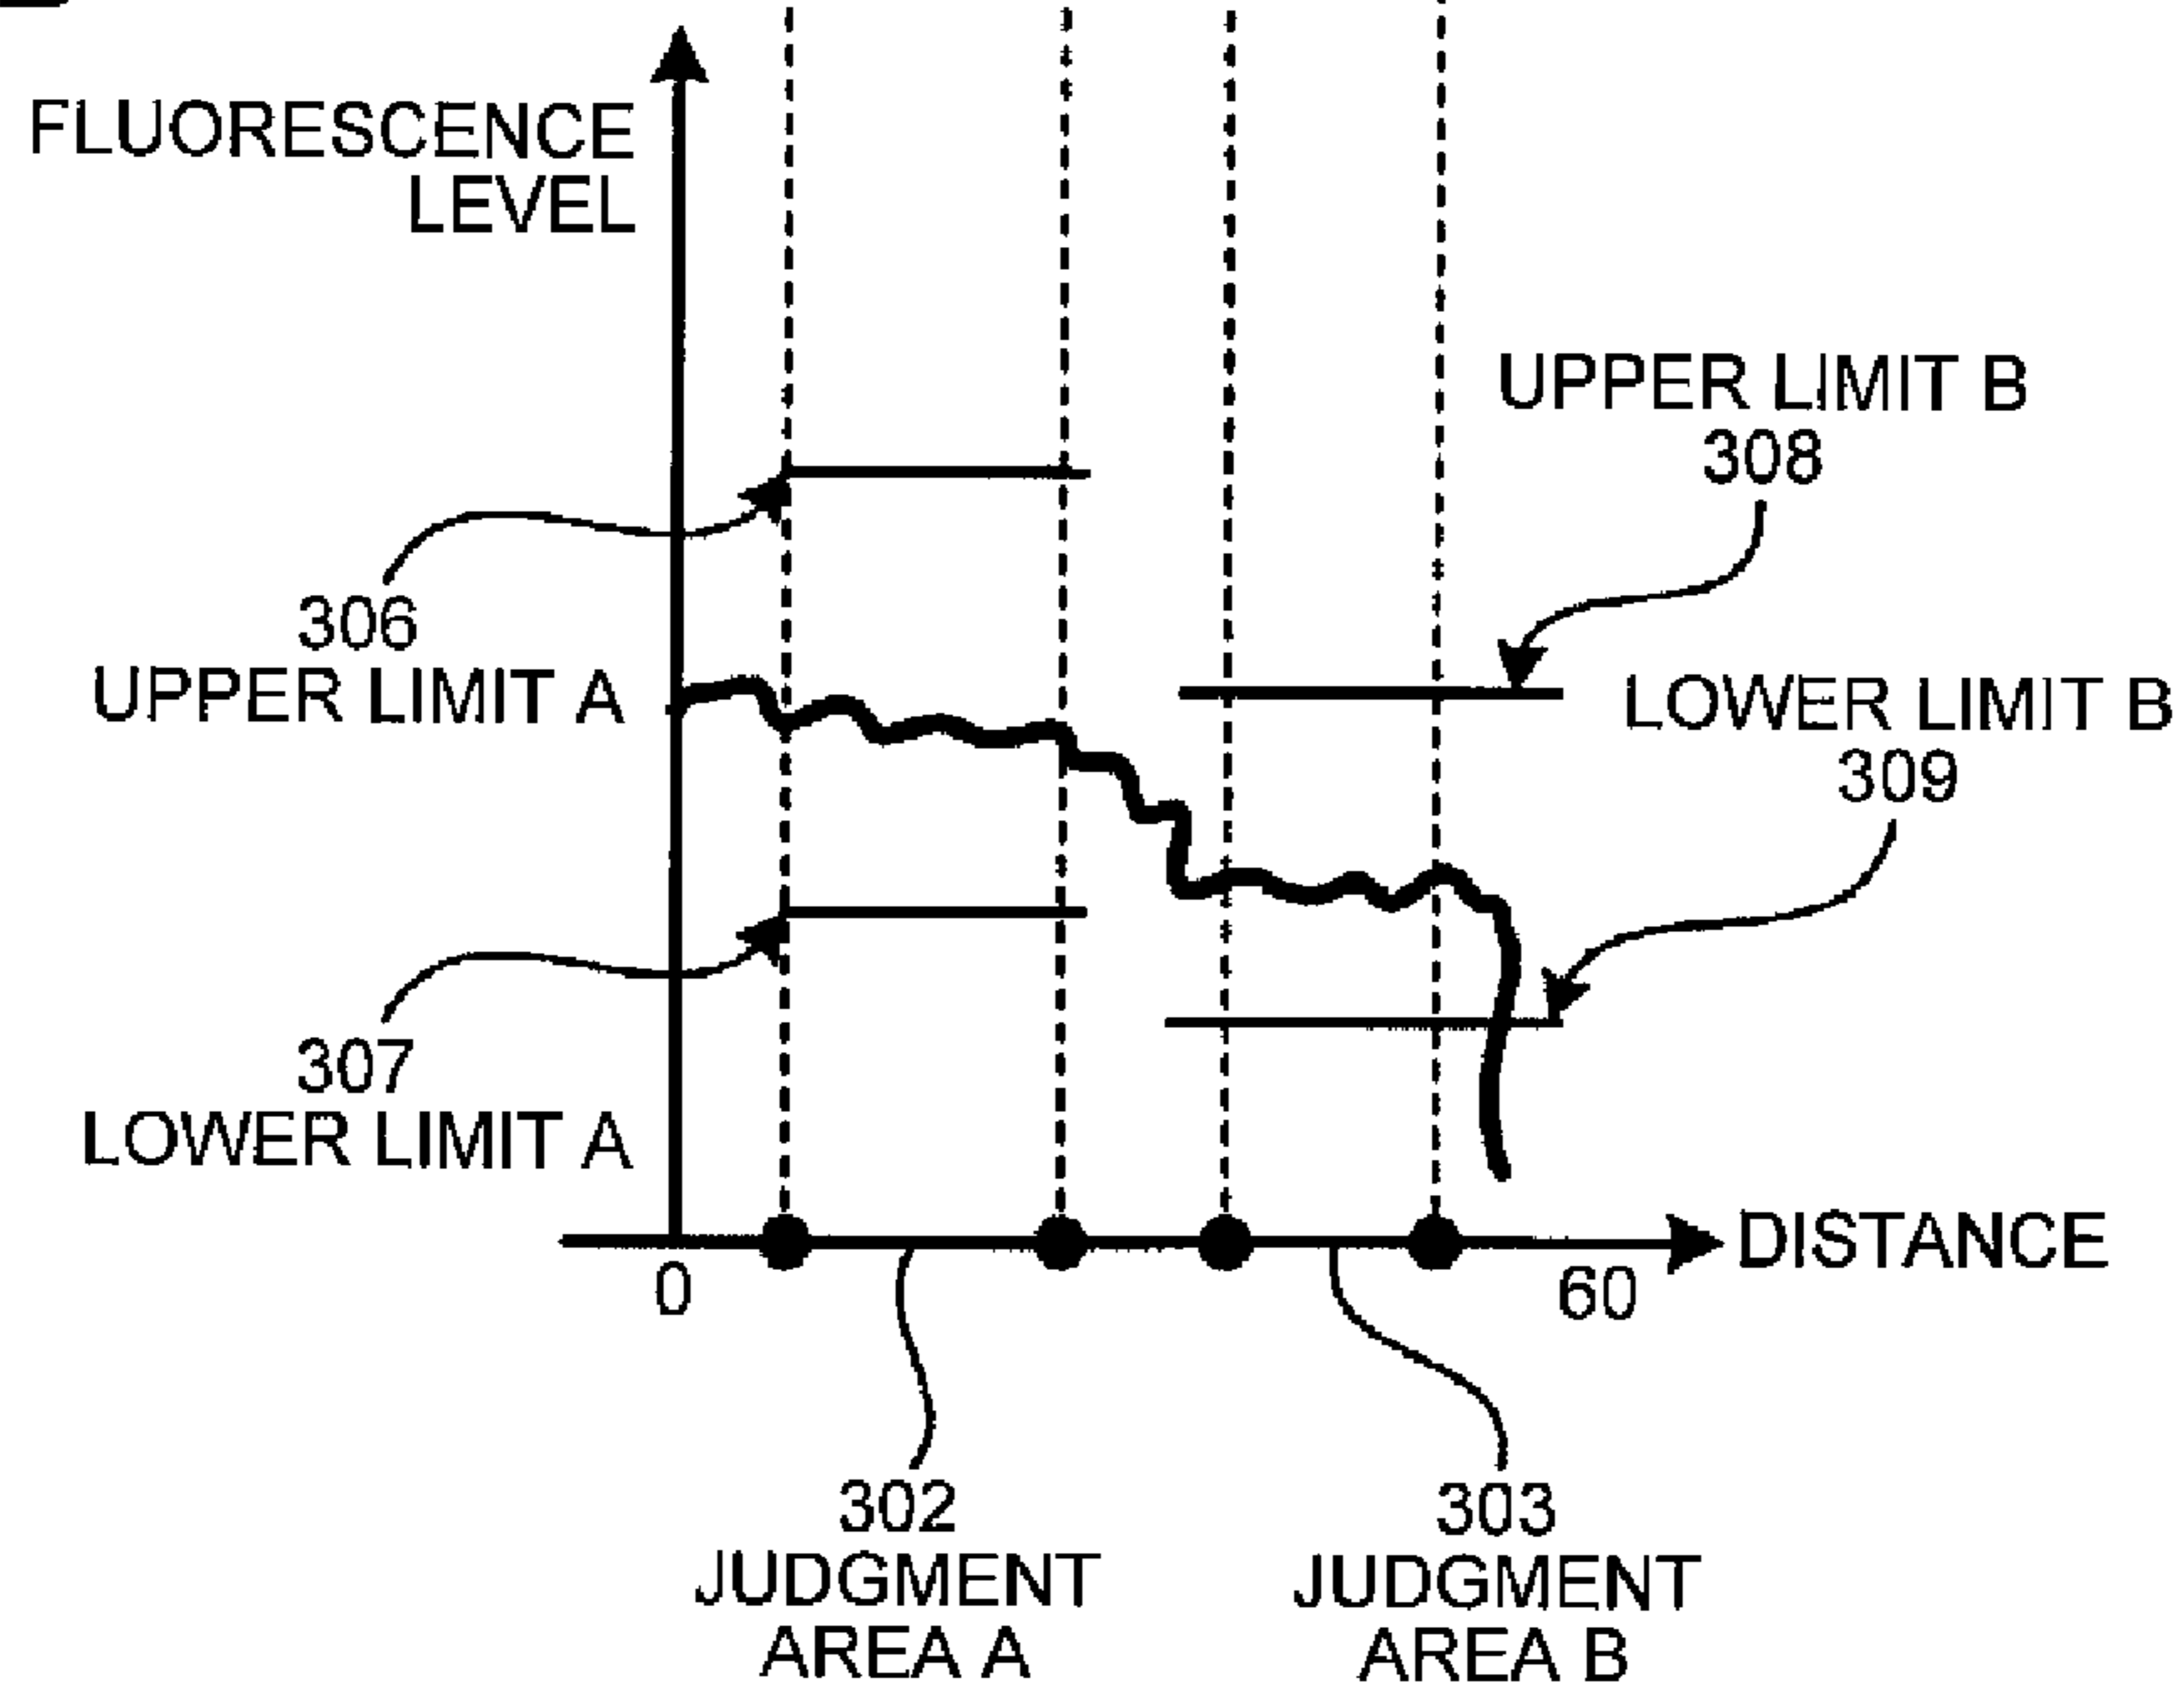 FLUORESCENCE
LEVEL
UPPER LIMIT B
308
306
UPPER LIMIT A
LOWER LIMIT B
309
307
LOWER LIMIT A
DISTANCE
0
60
302
JUDGMENT
AREA A
303
JUDGMENT
AREA B